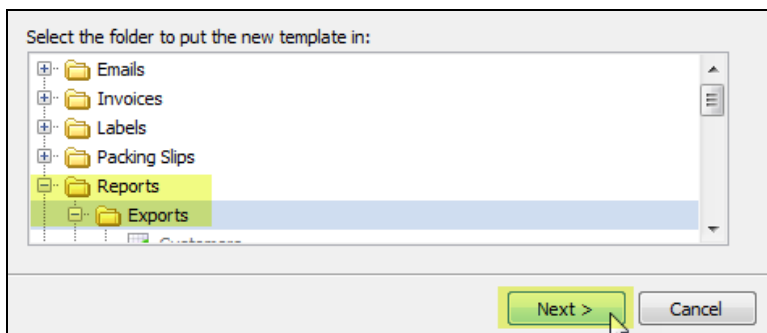 Select the folder to put the new template in:
Emails
Invoices
Labels
Packing Slips
Reports
Exports
Next >
Cancel